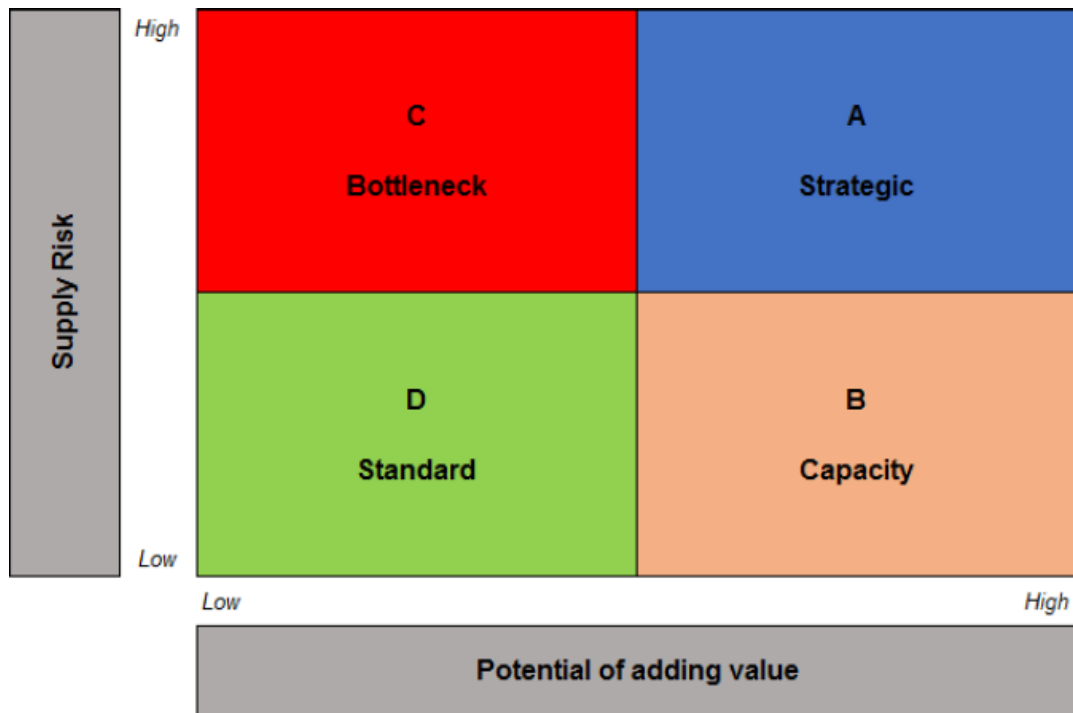 High
C
Bottleneck
A
Strategic
Supply Risk
D
Standard
B
Capacity
Low
Low
High
Potential of adding value